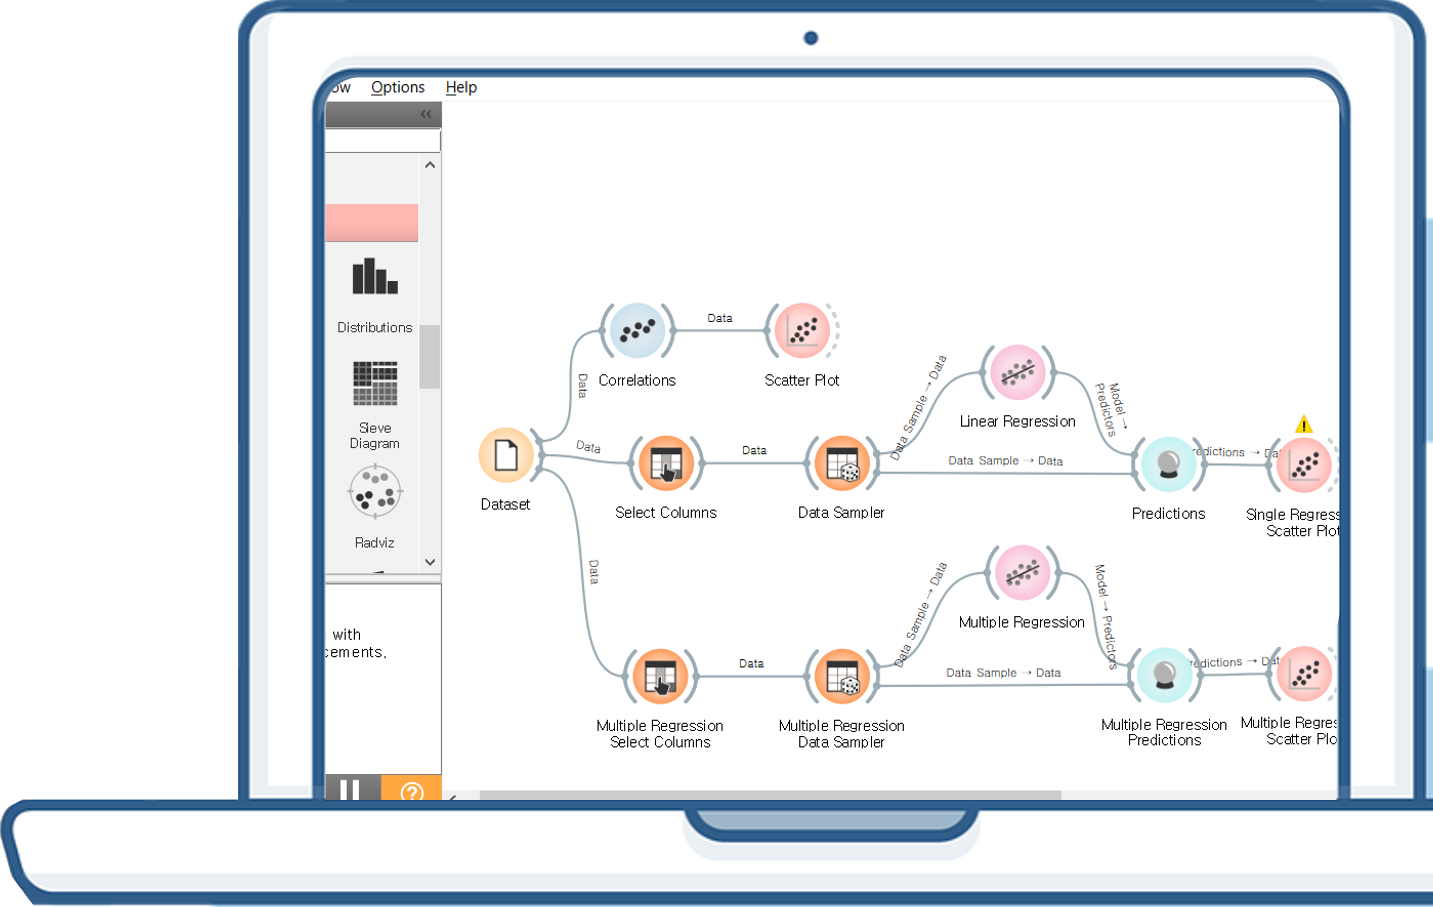 ow Options Help
«
Distributions
Sieve
Diagram
Radviz
with
cements.
?
Data
Correlations
Data
Scatter Plot
Dataset
Data
Select Columns
Data
Data Sampler
Data Sample → Data
Linear Regression
Model →
Predictors
Data Sample → Data
Predictions
redictions → Dat
!
Single Regress
Scatter Plot
Data
Multiple Regression
Select Columns
Data
Multiple Regression
Data Sampler
Data Sample → Data
Multiple Regression
Model → Predictors
Data Sample → Data
Multiple Regression
Predictions
redictions → Dat
Multiple Regres
Scatter Plo